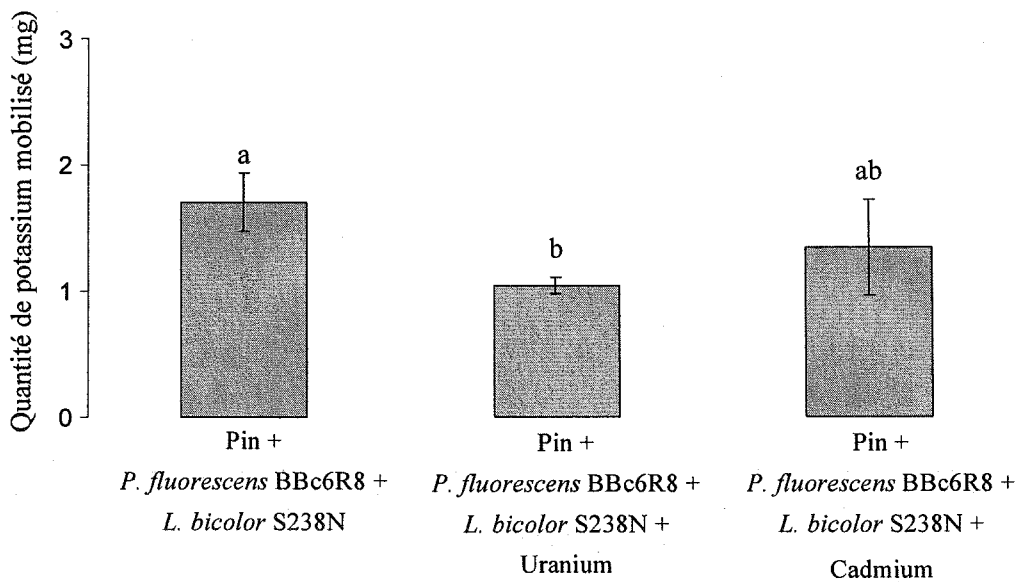 Quantité de potassium mobilisé (mg)
3
2
1
0
a
b
ab
Pin +
P. fluorescens BBc6R8 +
L. bicolor S238N
Pin +
P. fluorescens BBc6R8 +
L. bicolor S238N +
Uranium
Pin +
P. fluorescens BBc6R8 +
L. bicolor S238N +
Cadmium